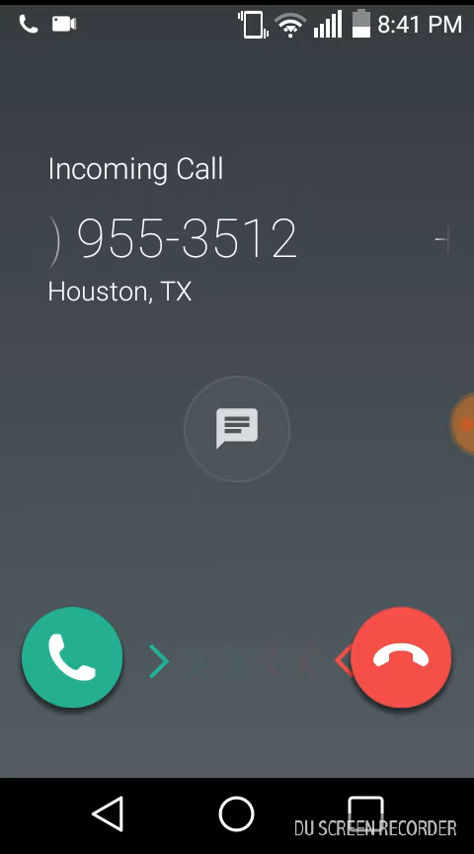 8:41 PM
Incoming Call
) 955-3512
Houston, TX
DU SCREEN RECORDER